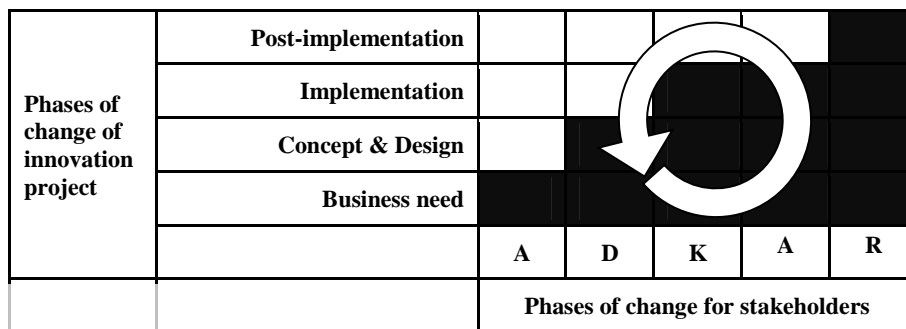 Post-implementation
Implementation
Phases of
change of
innovation
project
Concept & Design
Business need
A D K A R
Phases of change for stakeholders